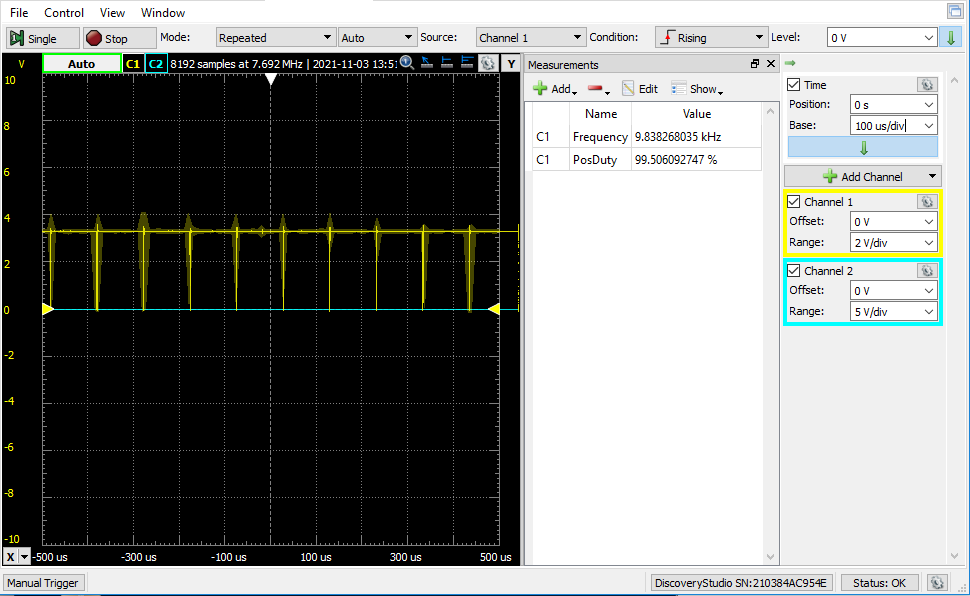 File Control View Window
Single Stop Mode: Repeated Auto Source: Channel 1 Condition: Rising Level: 0 V
V Auto C1 C2 8192 samples at 7.692 MHz | 2021-11-03 13:51 Y
10
8
6
4
2
0
-2
-4
-6
-8
-10
X -500 us -300 us -100 us 100 us 300 us 500 us
Measurements
Add Edit Show
Name Value
C1 Frequency 9.838268035 kHz
C1 PosDuty 99.506092747 %
Time
Position: 0 s
Base: 100 us/div
Add Channel
Channel 1
Offset: 0 V
Range: 2 V/div
Channel 2
Offset: 0 V
Range: 5 V/div
Manual Trigger DiscoveryStudio SN:210384AC954E Status: OK